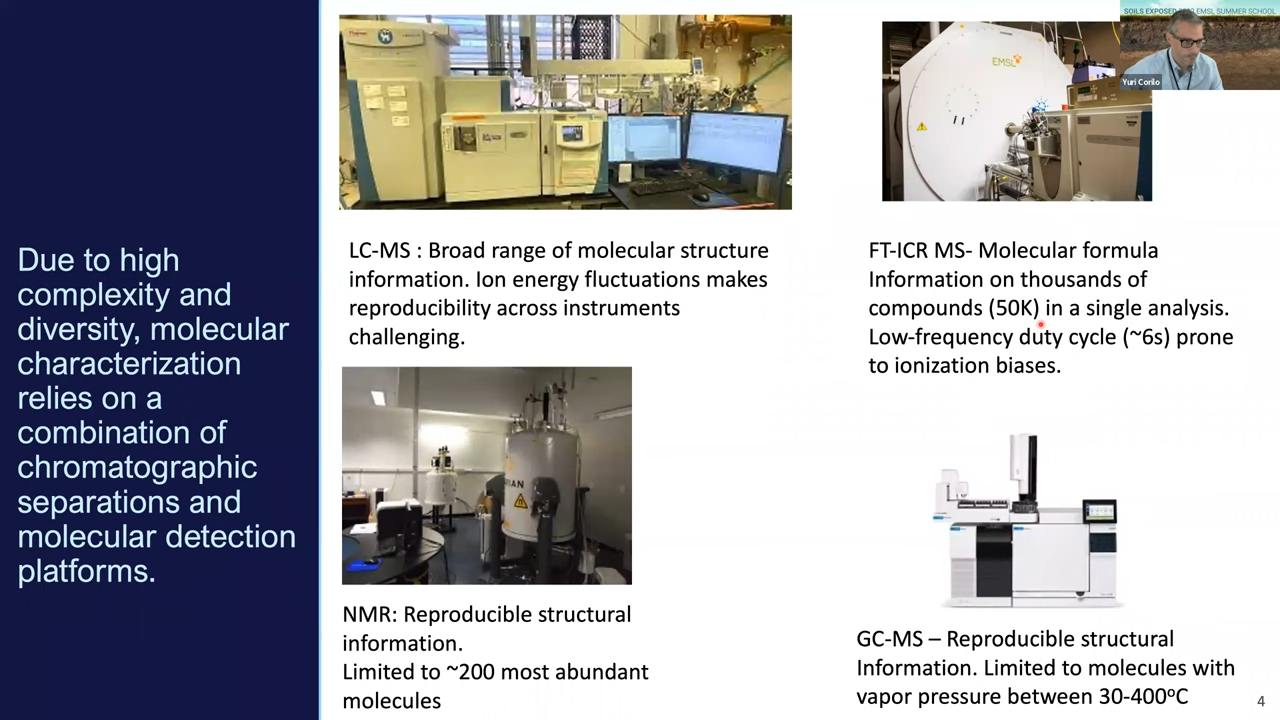 Due to high
complexity and
diversity, molecular
characterization
relies on a
combination of
chromatographic
separations and
molecular detection
platforms.
LC-MS : Broad range of molecular structure
information. Ion energy fluctuations makes
reproducibility across instruments
challenging.
EMSL
SOILS EXPOSED 2022 EMSL SUMMER SCHOOL
Yuri Corilo
FT-ICR MS- Molecular formula
Information on thousands of
compounds (50K) in a single analysis.
Low-frequency duty cycle (~6s) prone
to ionization biases.
NMR: Reproducible structural
information.
Limited to ~200 most abundant
molecules
GC-MS – Reproducible structural
Information. Limited to molecules with
vapor pressure between 30-400ºC
4